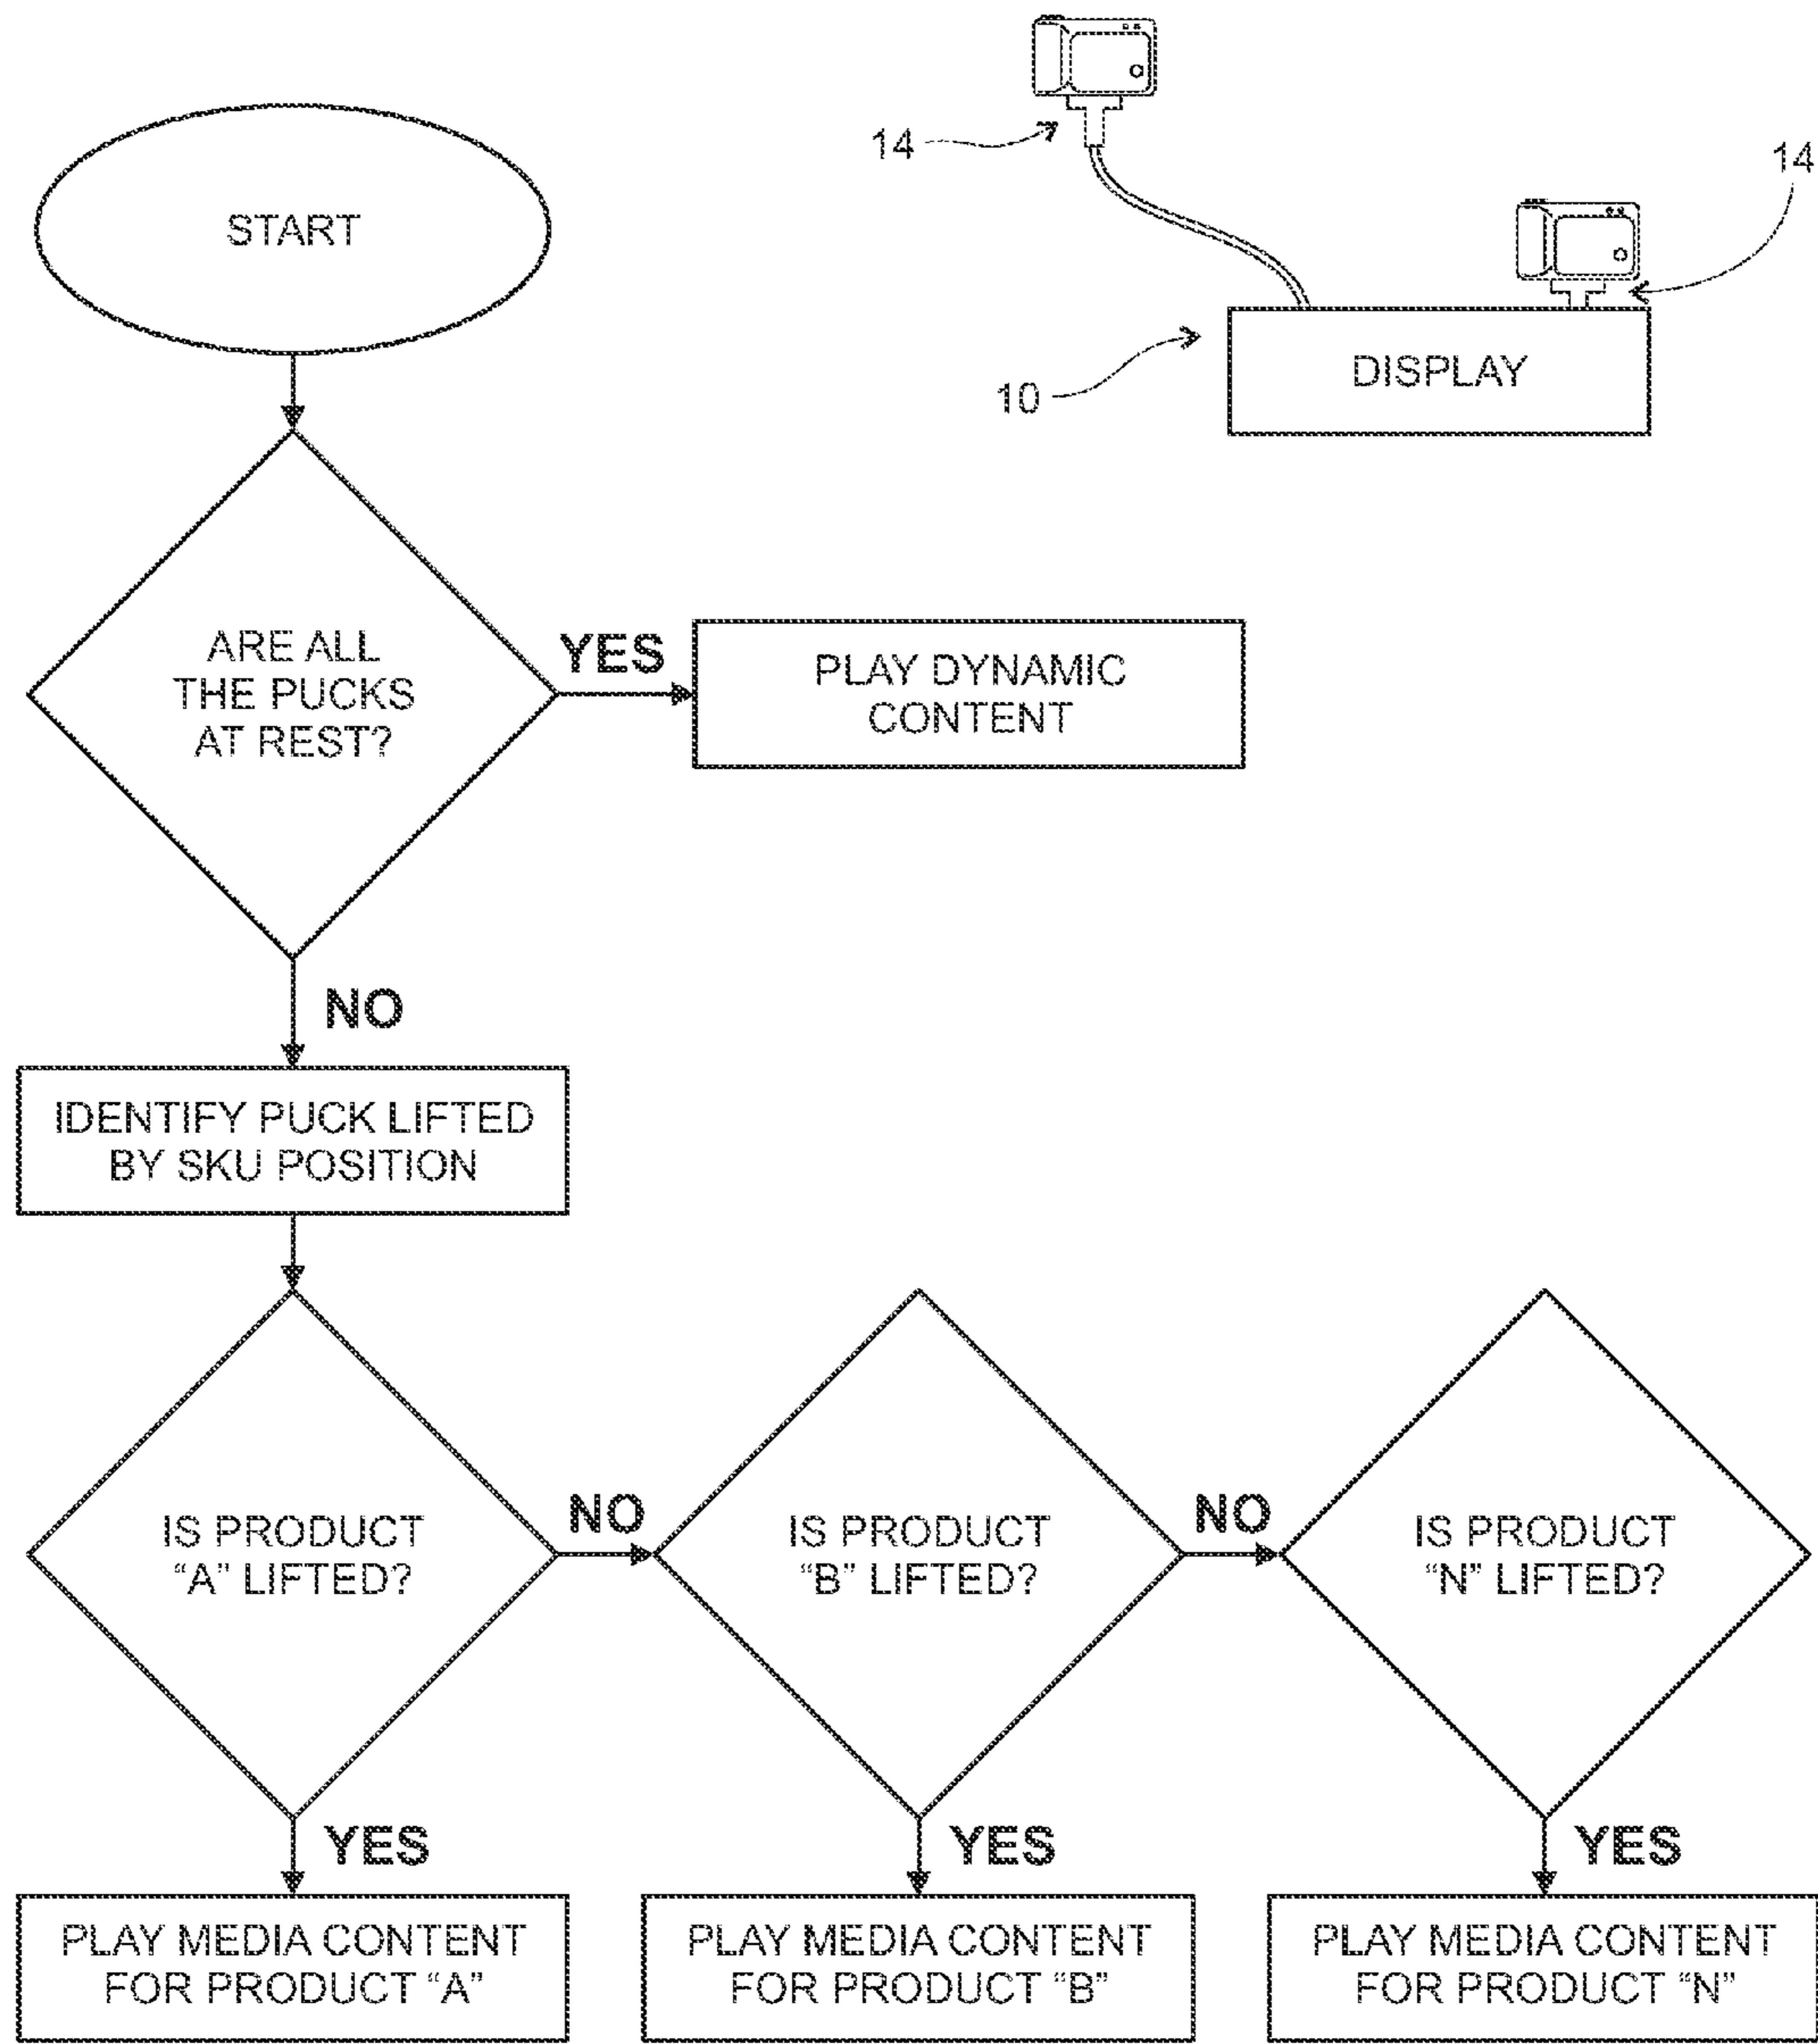 START
14
14
10
DISPLAY
ARE ALL
THE PUCKS
AT REST?
YES
PLAY DYNAMIC
CONTENT
NO
IDENTIFY PUCK LIFTED
BY SKU POSITION
IS PRODUCT
“A” LIFTED?
NO
IS PRODUCT
“B” LIFTED?
NO
IS PRODUCT
“N” LIFTED?
YES
YES
YES
PLAY MEDIA CONTENT
FOR PRODUCT “A”
PLAY MEDIA CONTENT
FOR PRODUCT “B”
PLAY MEDIA CONTENT
FOR PRODUCT “N”